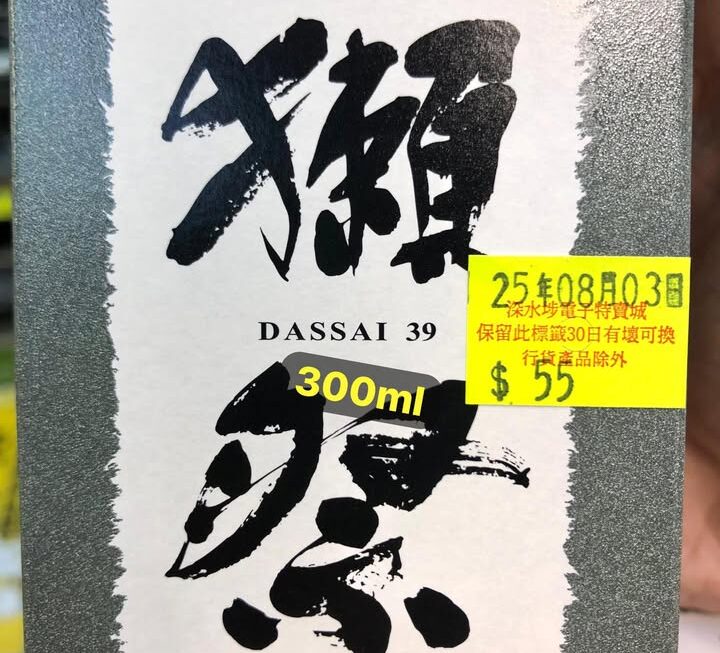 獺
25年08月03日
深水埗電子特賣城
保留此標籤30日有壞可換
行貨產品除外
$ 55
DASSAI 39
300ml
祭